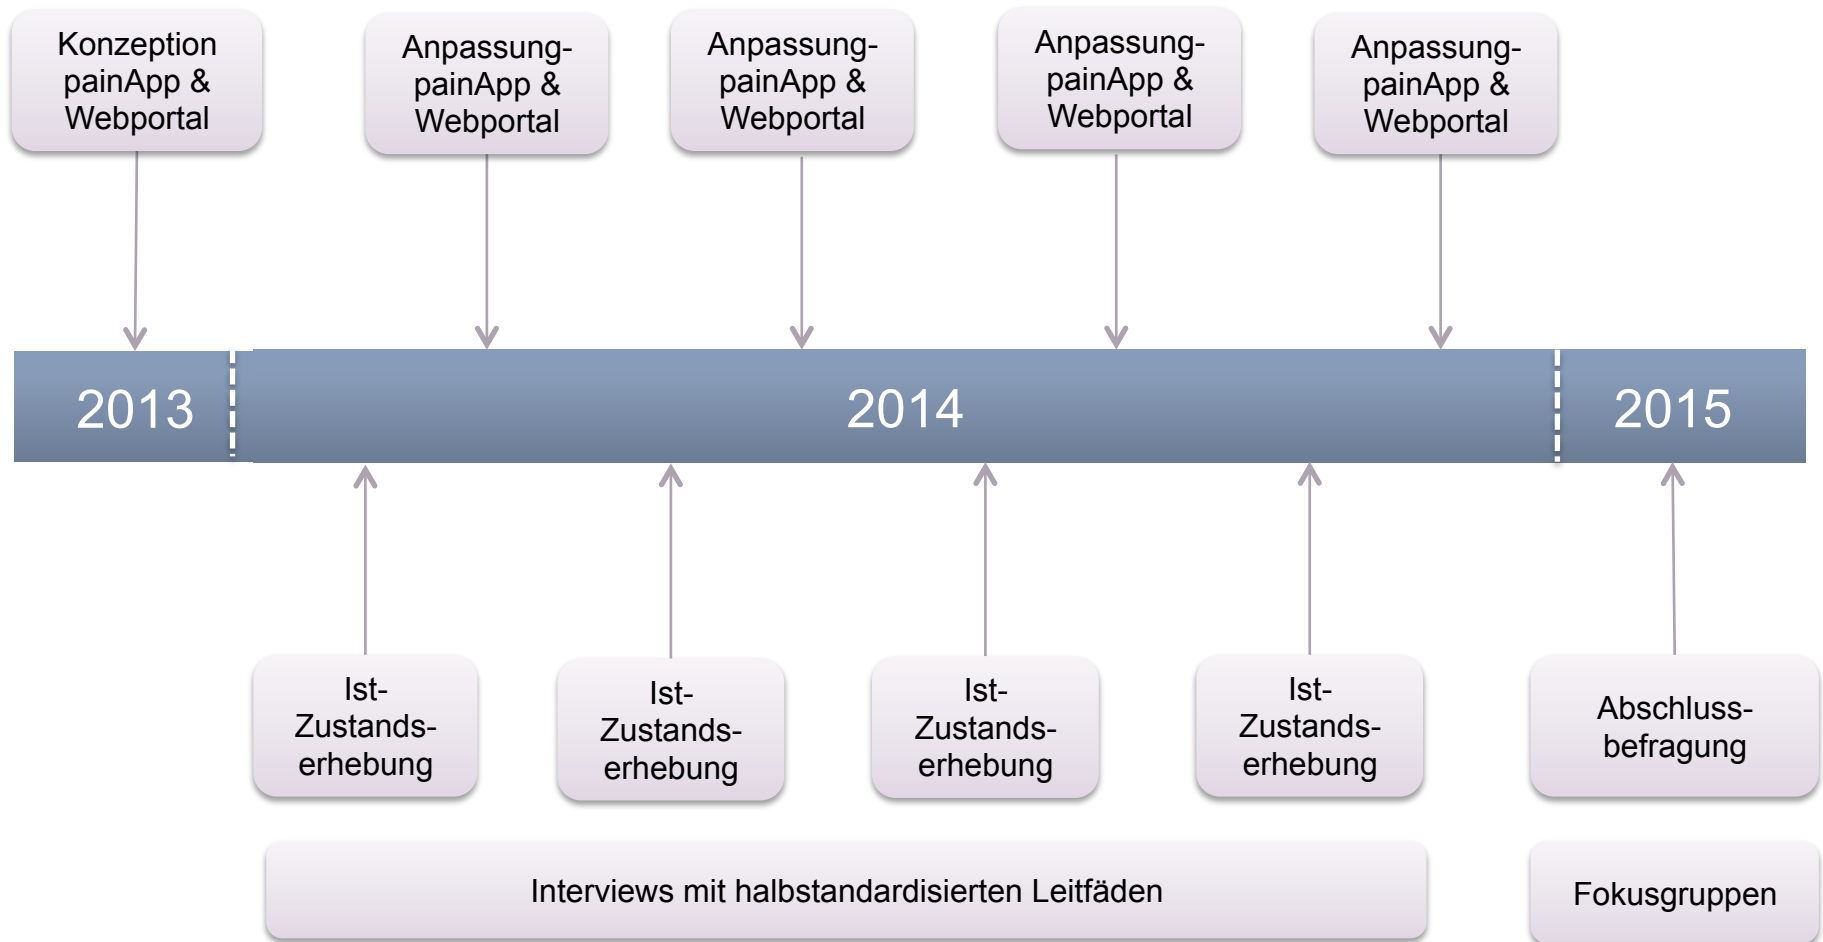 Konzeption
painApp &
Webportal
Anpassung-
painApp &
Webportal
Anpassung-
painApp &
Webportal
Anpassung-
painApp &
Webportal
Anpassung-
painApp &
Webportal
2013
2014
2015
Ist-
Zustands-
erhebung
Ist-
Zustands-
erhebung
Ist-
Zustands-
erhebung
Ist-
Zustands-
erhebung
Abschluss-
befragung
Interviews mit halbstandardisierten Leitfäden
Fokusgruppen